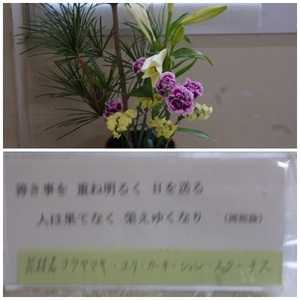 善き事を 重ね明るく 日を送る
人は果てなく 栄えゆくなり
花材名 コウヤマキ・ユリ・カーネーション・スターチス